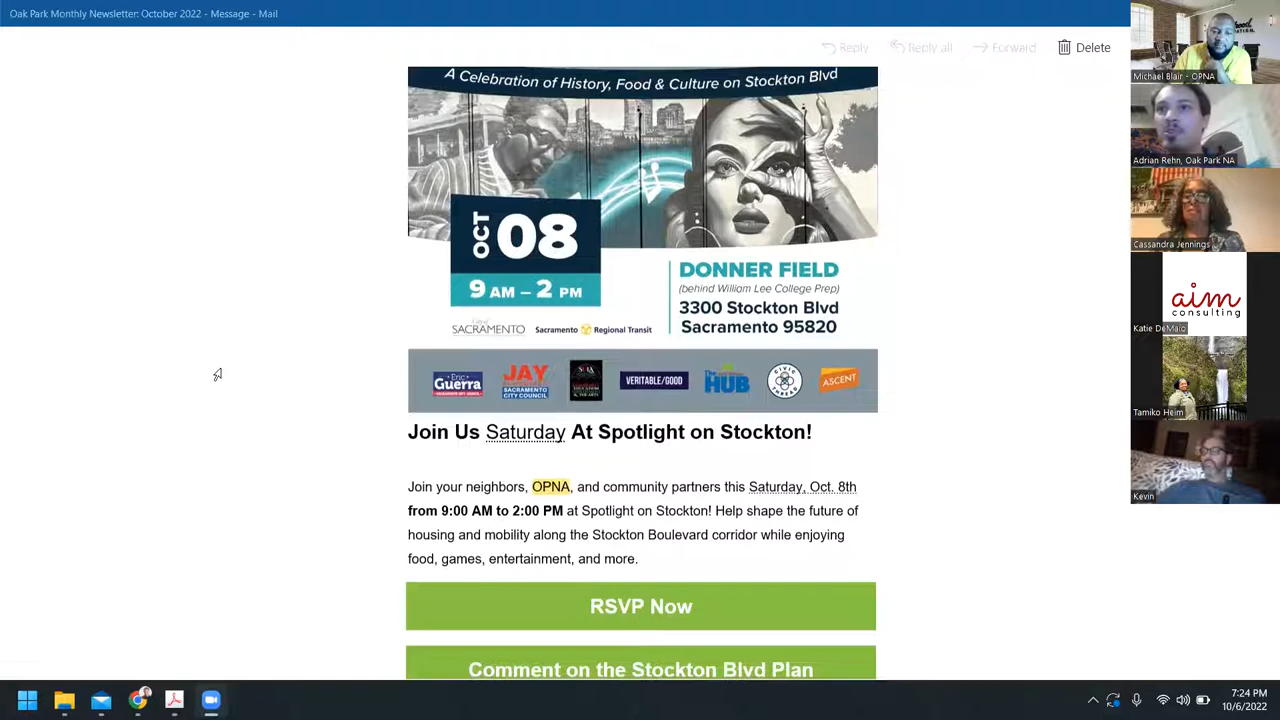 Oak Park Monthly Newsletter: October 2022 - Message - Mail
Reply
Reply all
Forward
Delete
A Celebration of History, Food & Culture on Stockton Blvd
OCT
08
9 AM – 2 PM
DONNER FIELD
(behind William Lee College Prep)
3300 Stockton Blvd
Sacramento 95820
City of
SACRAMENTO
Sacramento Regional Transit
Eric
Guerra
JAY
SACRAMENTO
CITY COUNCIL
VERITABLE/GOOD
The
HUB
CIVIC
THREAD
ASCENT
Join Us Saturday At Spotlight on Stockton!
Join your neighbors, OPNA, and community partners this Saturday, Oct. 8th
from 9:00 AM to 2:00 PM at Spotlight on Stockton! Help shape the future of
housing and mobility along the Stockton Boulevard corridor while enjoying
food, games, entertainment, and more.
RSVP Now
Comment on the Stockton Blvd Plan
Michael Blair - OPNA
Adrian Rehn, Oak Park NA
Cassandra Jennings
aim
consulting
Katie DeMaio
Tamiko Heim
Kevin
7:24 PM
10/6/2022